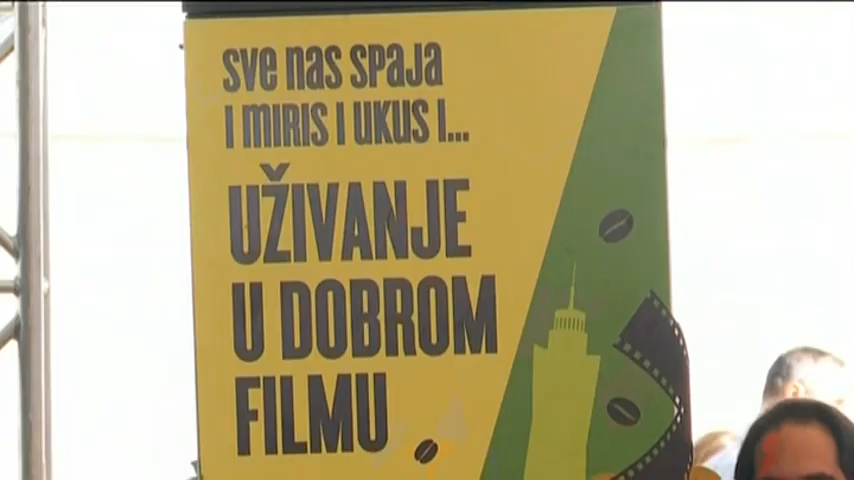 sve nas spaja
I MIRIS I UKUS I...
UŽIVANJE
U DOBROM
FILMU